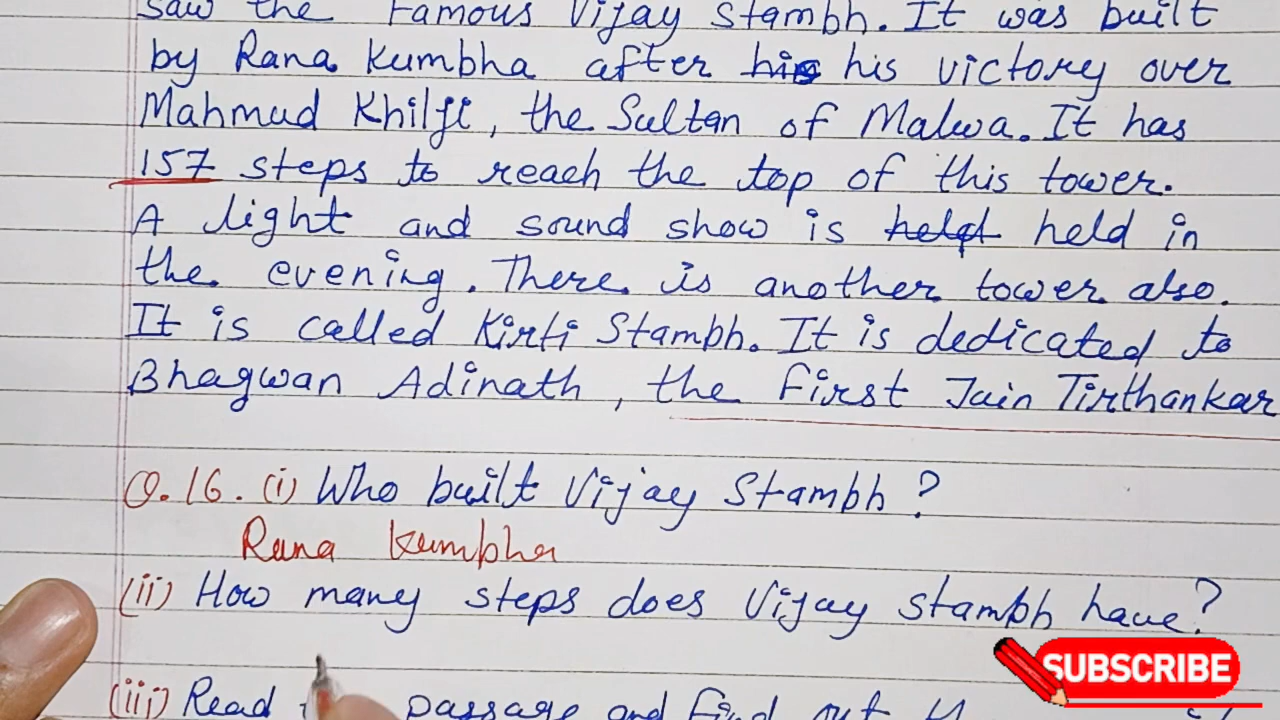 saw the Famous Vijay Stambh. It was built
by Rana Kumbha after his his victory over
Mahmud Khilji, the Sultan of Malwa. It has
157 steps to reach the top of this tower.
A light and sound show is held held in
the evening. There is another tower also.
It is called Kirti Stambh. It is dedicated to
Bhagwan Adinath, the First Jain Tirthankar
Q.16. (i) Who built Vijay Stambh?
Rana Kumbha
(ii) How many steps does Vijay Stambh have?
SUBSCRIBE
(iii) Read passage and find out